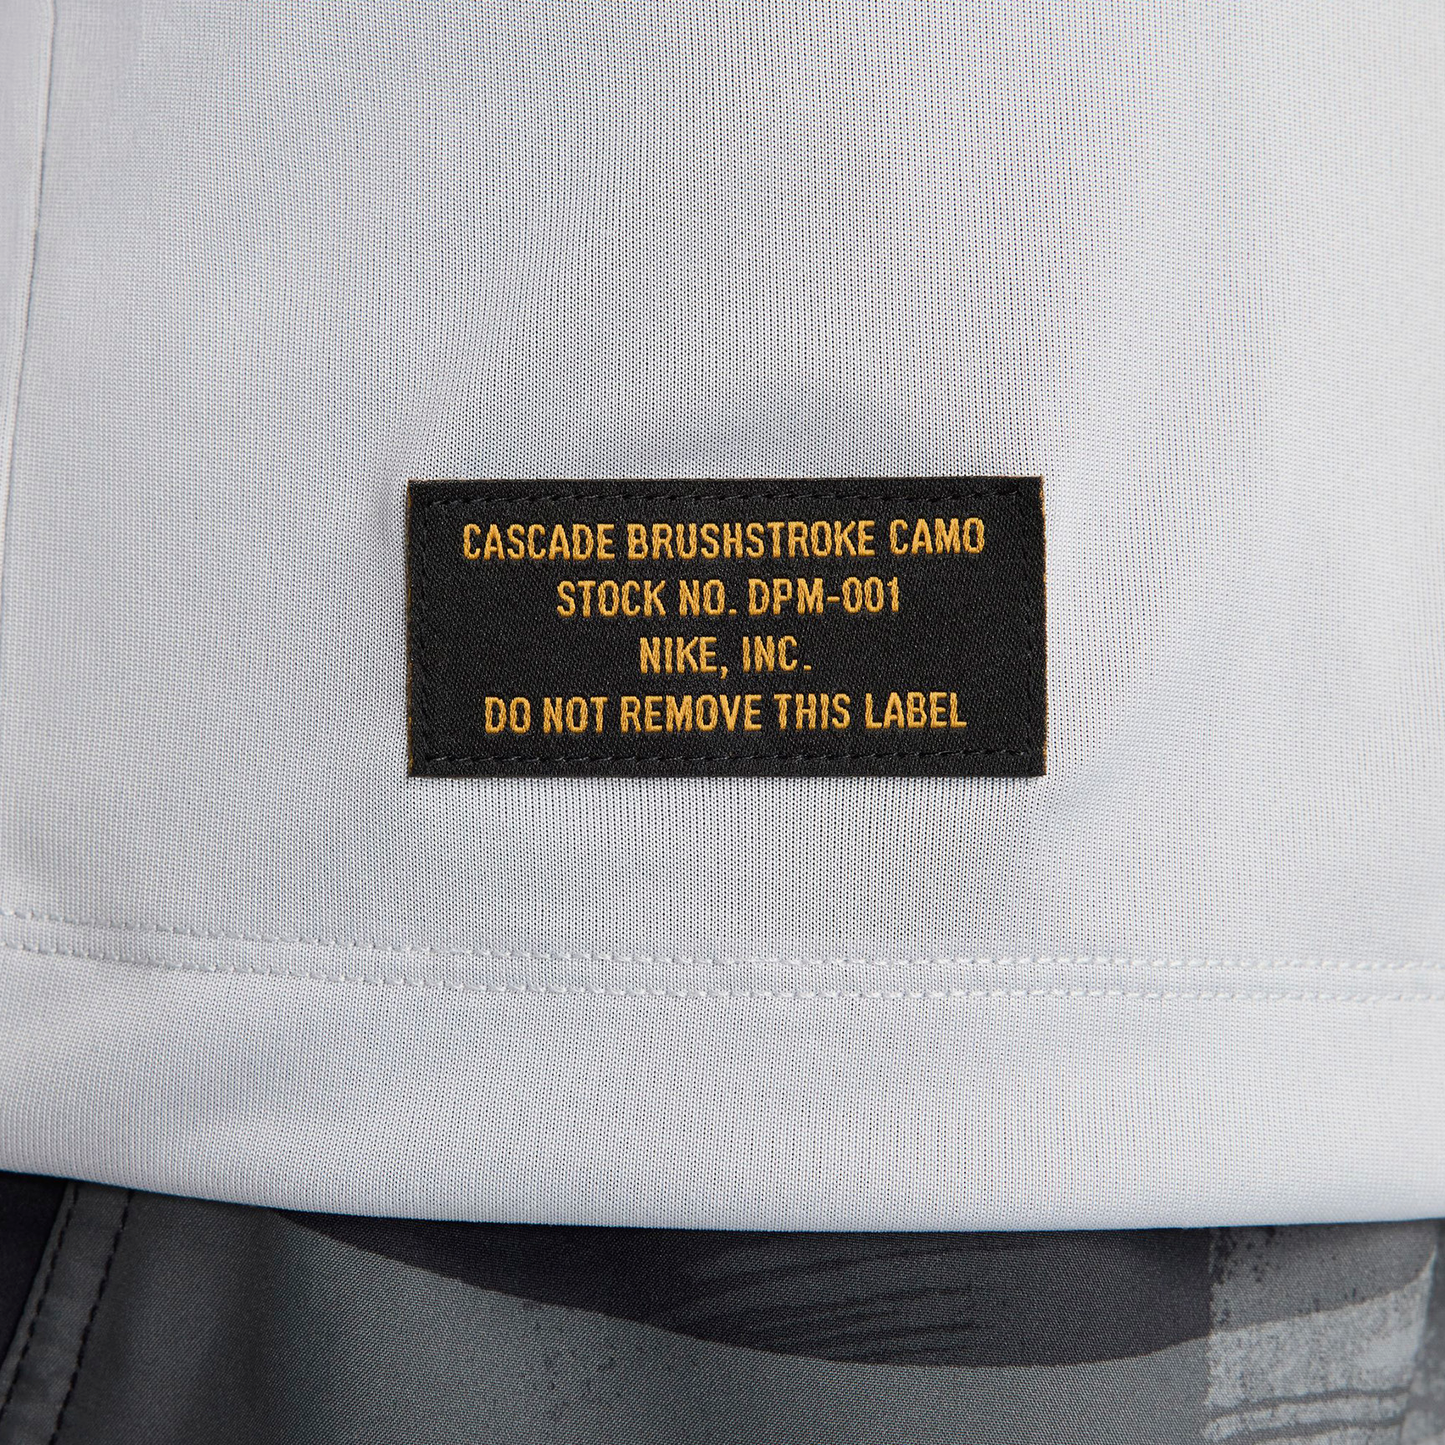 CASCADE BRUSHSTROKE CAMO
STOCK NO. DPM-001
NIKE, INC.
DO NOT REMOVE THIS LABEL